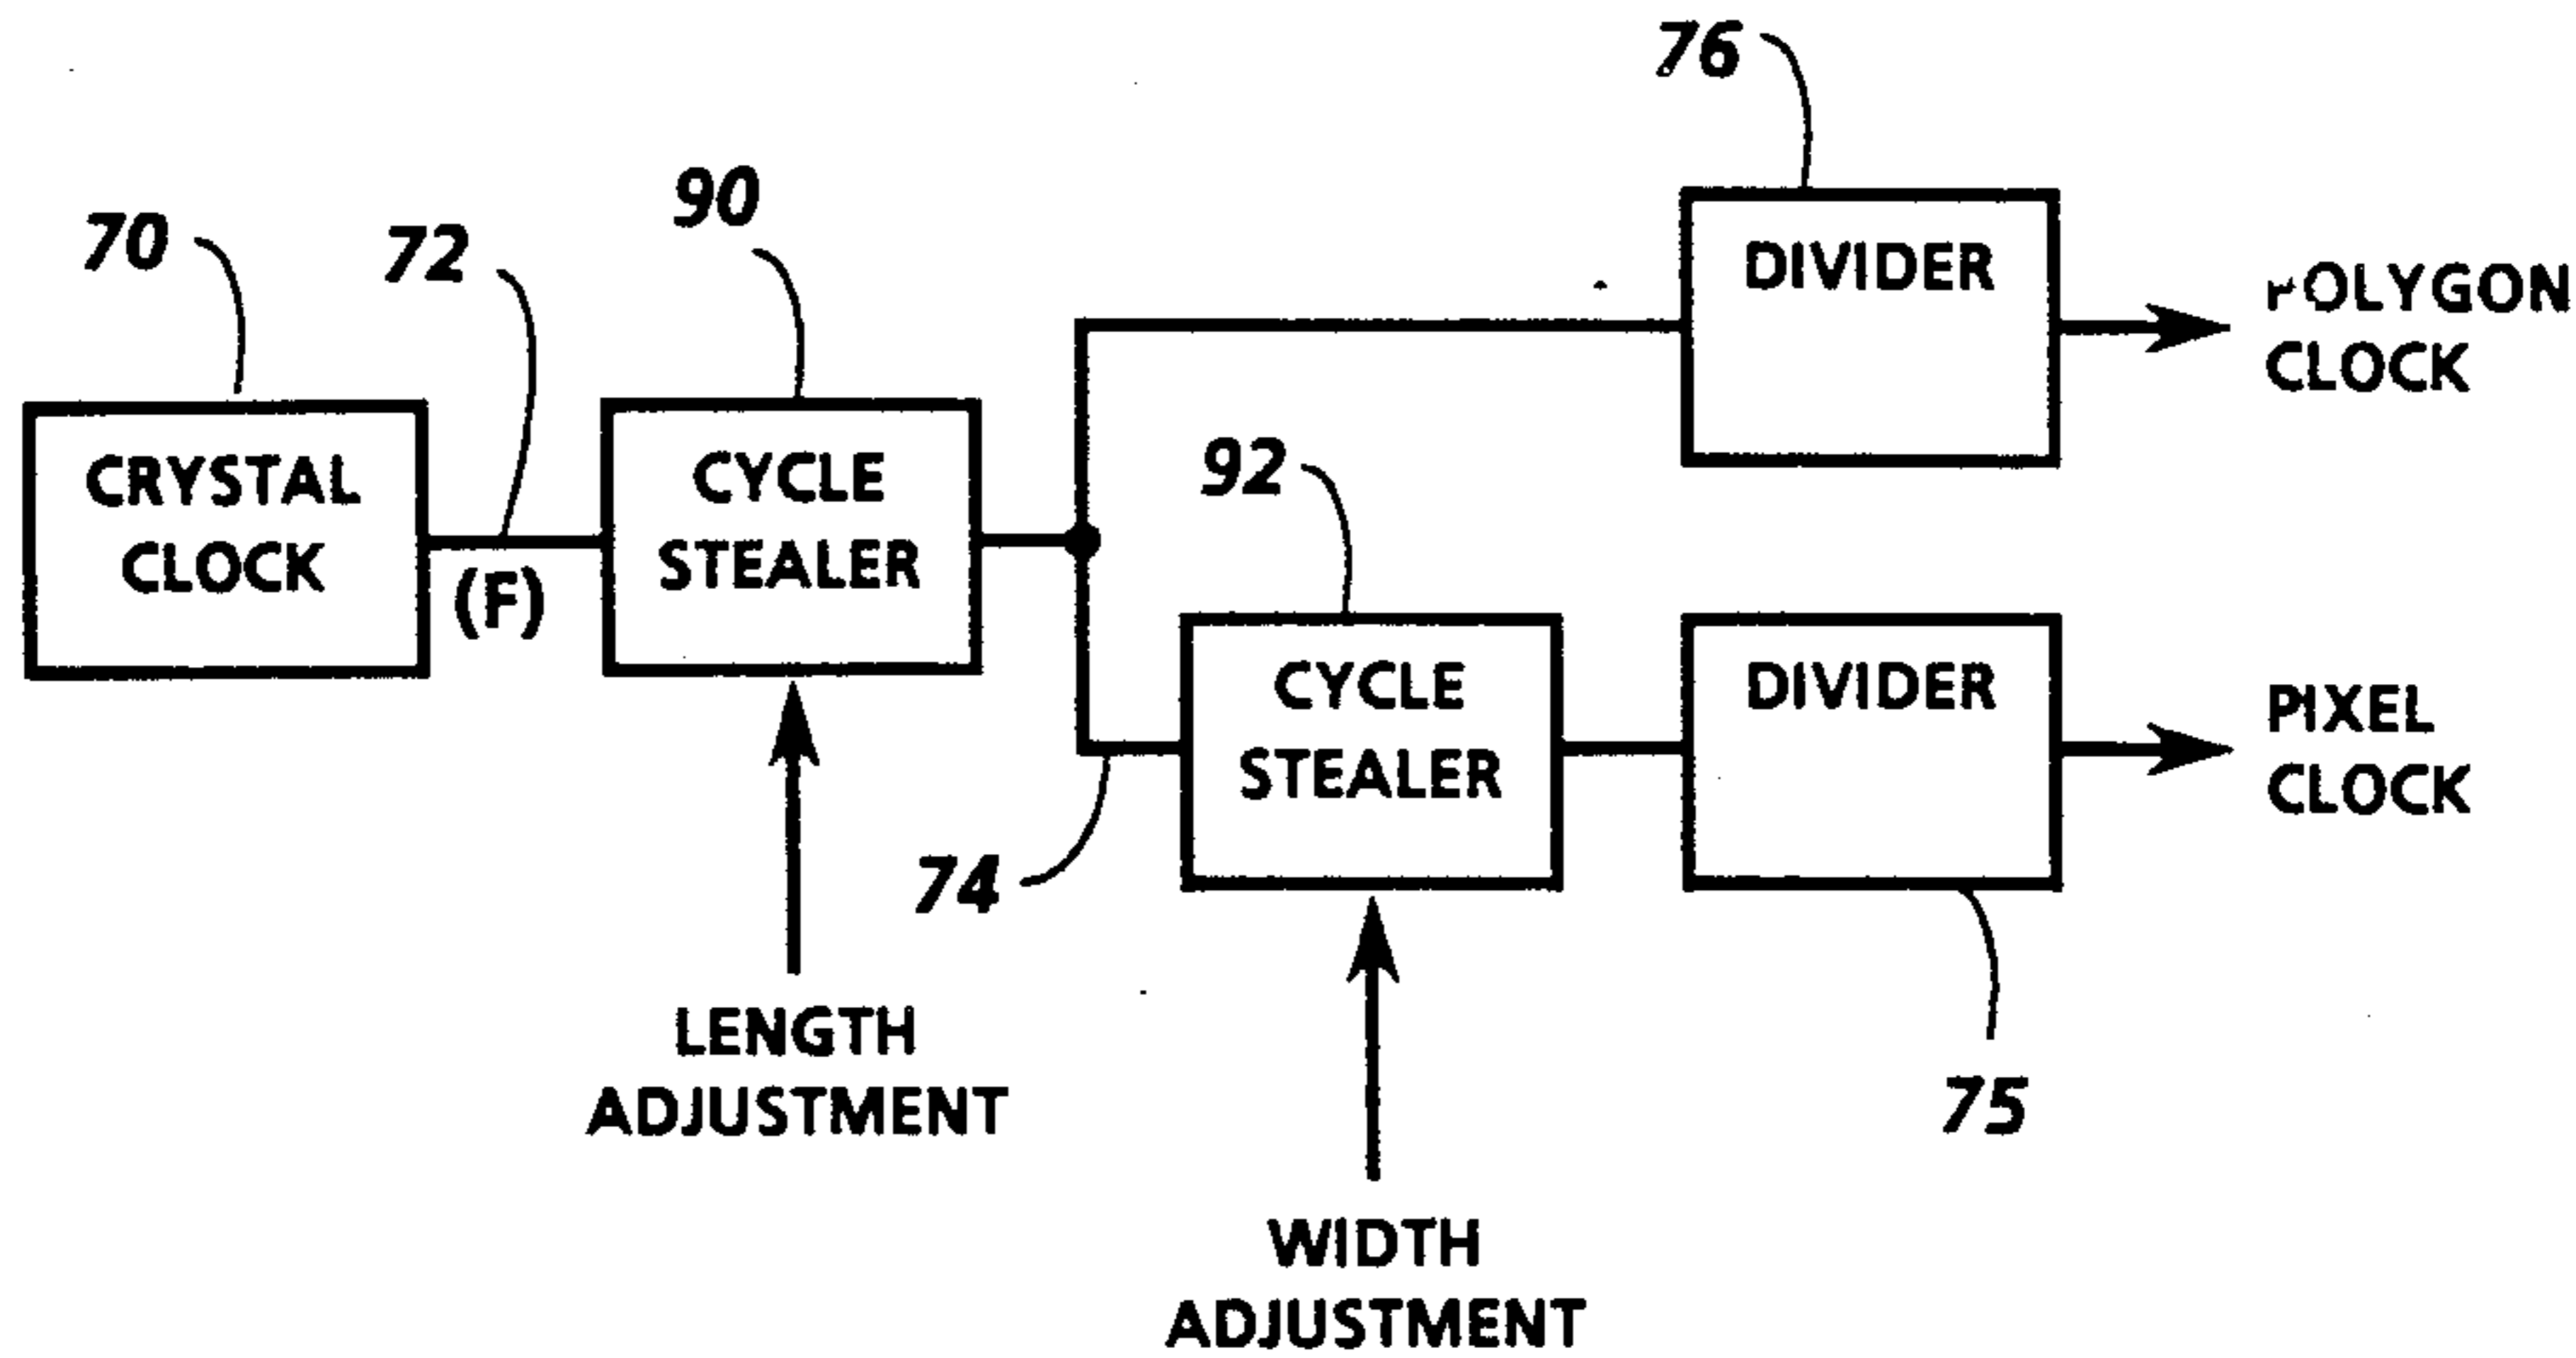 76
90
70
72
DIVIDER
POLYGON
CLOCK
CRYSTAL
CLOCK
(F)
CYCLE
STEALER
92
CYCLE
STEALER
DIVIDER
PIXEL
CLOCK
74
LENGTH
ADJUSTMENT
75
WIDTH
ADJUSTMENT